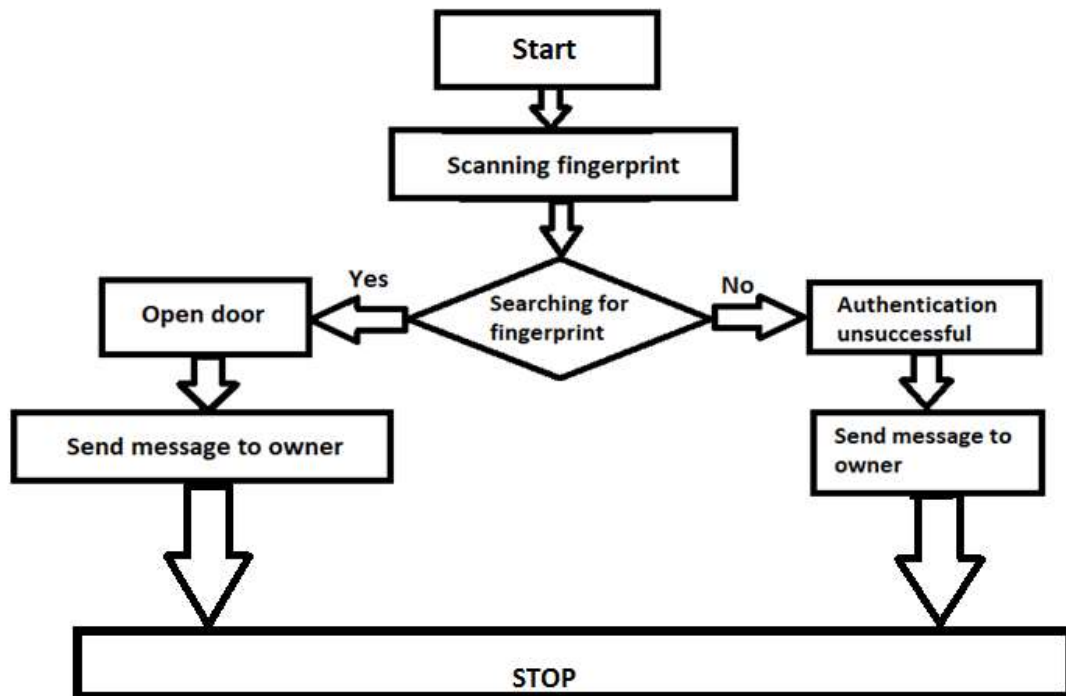 Start
Scanning fingerprint
Yes
No
Open door
Searching for
fingerprint
Authentication
unsuccessful
Send message to owner
Send message to
owner
STOP